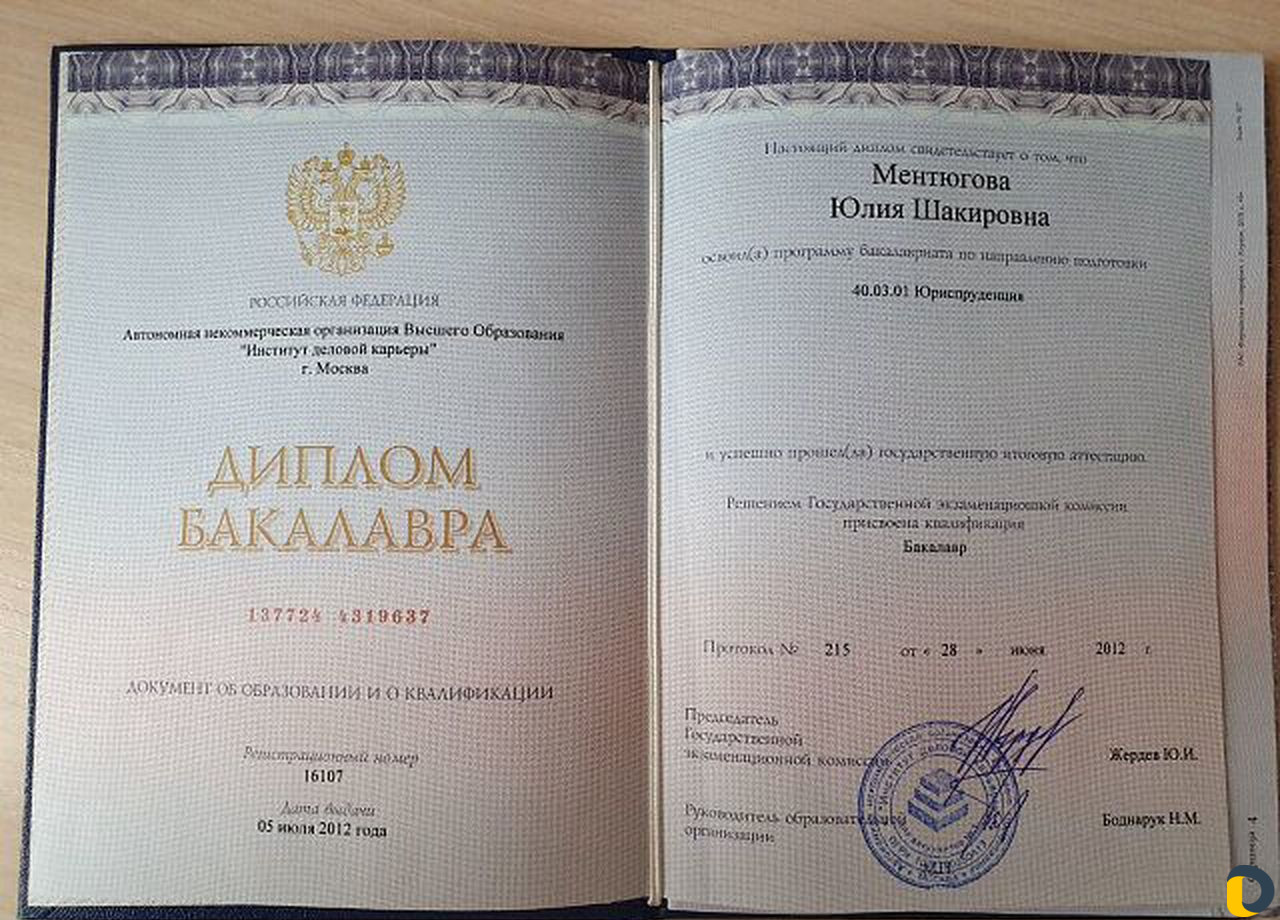 РОССИЙСКАЯ ФЕДЕРАЦИЯ
Автономная некоммерческая организация Высшего Образования
"Институт деловой карьеры"
г. Москва
ДИПЛОМ
БАКАЛАВРА
137724 4319637
ДОКУМЕНТ ОБ ОБРАЗОВАНИИ И О КВАЛИФИКАЦИИ
Регистрационный номер
16107
Дата выдачи
05 июля 2012 года
Настоящий диплом свидетельствует о том, что
Ментюгова
Юлия Шакировна
освоил(а) программу бакалавриата по направлению подготовки
40.03.01 Юриспруденция
и успешно прошел(ла) государственную итоговую аттестацию
Решением Государственной экзаменационной комиссии
присвоена квалификация
Бакалавр
Протокол № 215 от « 28 » июня 2012 г.
Председатель
Государственной
экзаменационной комиссии
Жердев Ю.И.
Руководитель образовательной
организации
Боднарук Н.М.